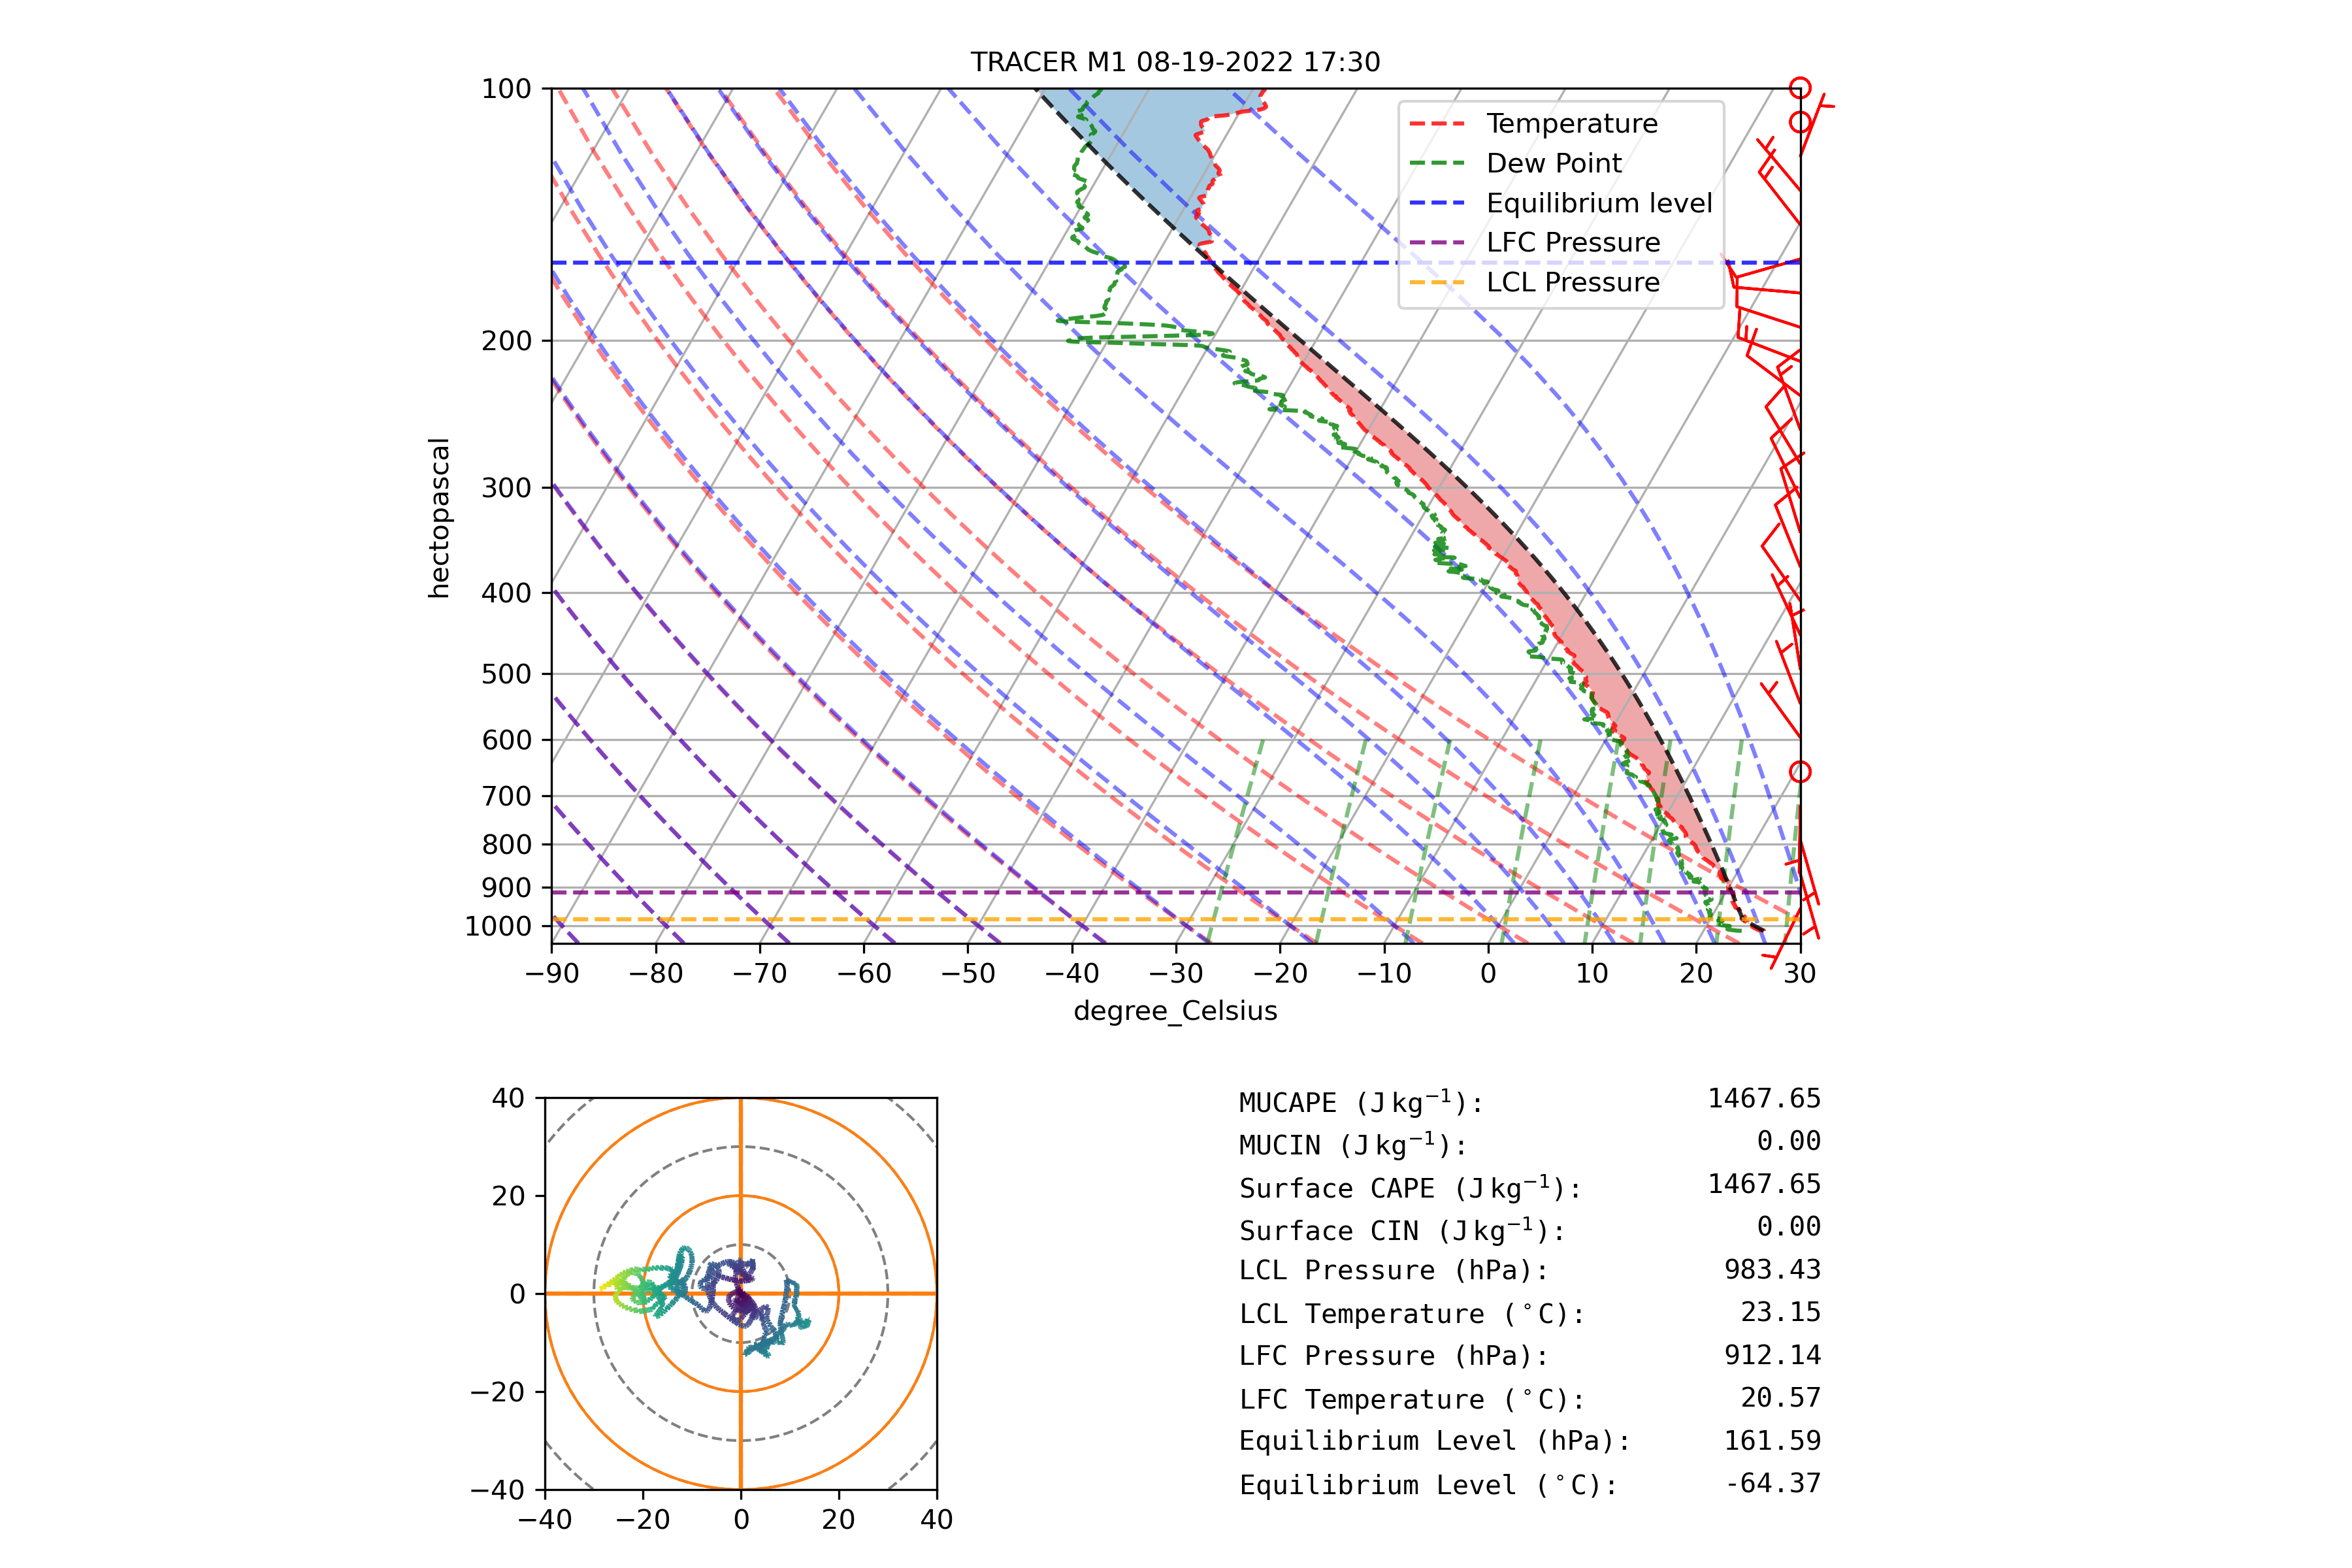 TRACER M1 08-19-2022 17:30
100
200
300
400
500
600
700
800
900
1000
hectopascal
Temperature
Dew Point
Equilibrium level
LFC Pressure
LCL Pressure
−90 −80 −70 −60 −50 −40 −30 −20 −10 0 10 20 30
degree_Celsius
40
20
0
−20
−40
−40 −20 0 20 40
MUCAPE (J kg⁻¹): 1467.65
MUCIN (J kg⁻¹): 0.00
Surface CAPE (J kg⁻¹): 1467.65
Surface CIN (J kg⁻¹): 0.00
LCL Pressure (hPa): 983.43
LCL Temperature (°C): 23.15
LFC Pressure (hPa): 912.14
LFC Temperature (°C): 20.57
Equilibrium Level (hPa): 161.59
Equilibrium Level (°C): -64.37